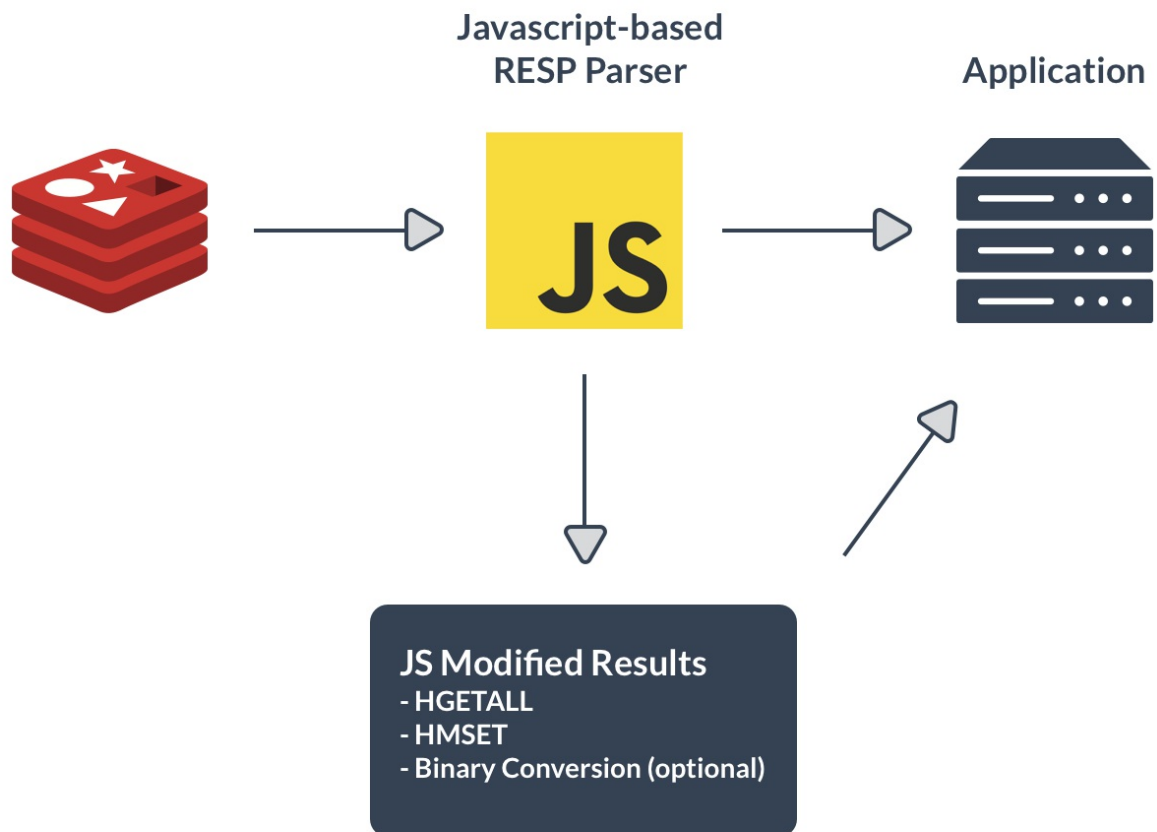 Javascript-based
RESP Parser
Application
JS
JS Modified Results
- HGETALL
- HMSET
- Binary Conversion (optional)